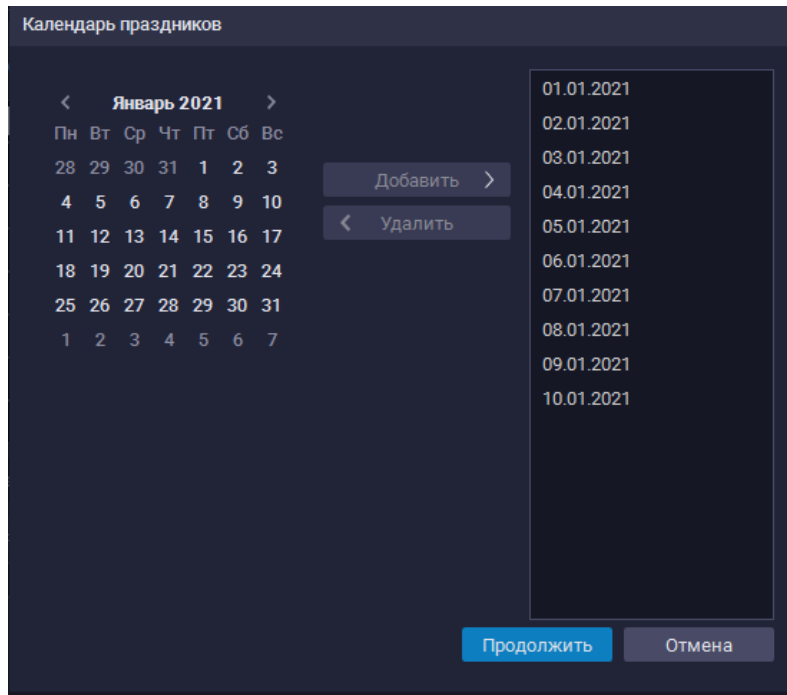 Календарь праздников
Январь 2021
Пн Вт Ср Чт Пт Сб Вс
28 29 30 31 1 2 3
4 5 6 7 8 9 10
11 12 13 14 15 16 17
18 19 20 21 22 23 24
25 26 27 28 29 30 31
1 2 3 4 5 6 7
Добавить
Удалить
01.01.2021
02.01.2021
03.01.2021
04.01.2021
05.01.2021
06.01.2021
07.01.2021
08.01.2021
09.01.2021
10.01.2021
Продолжить
Отмена